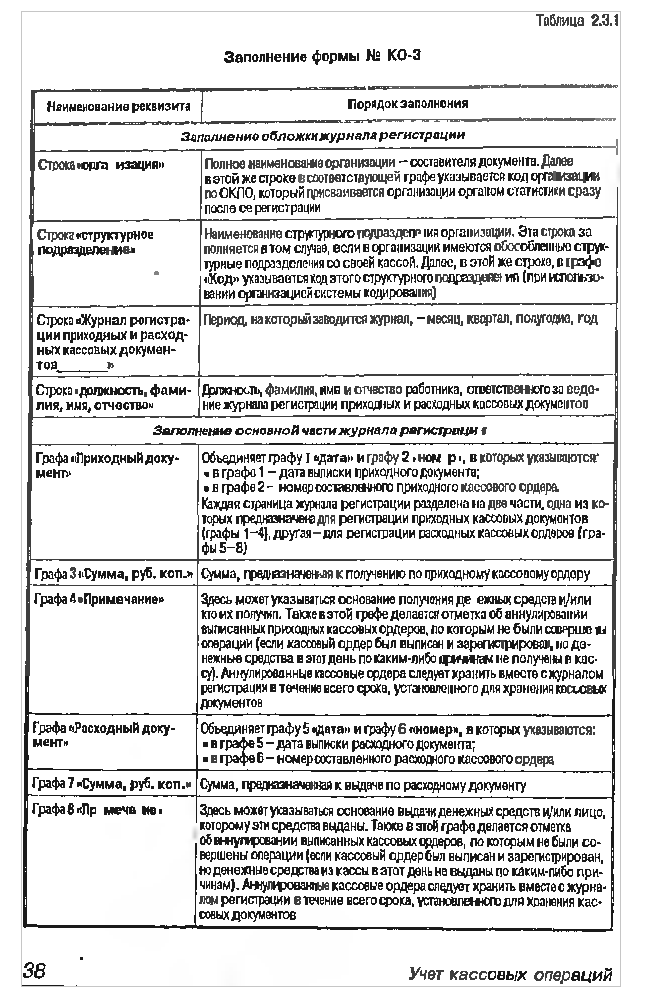 Таблица 2.3.1
Заполнение формы № КО-3
Наименование реквизита
Порядок заполнения
Заполнение обложки журнала регистрации
Строка «орга изация»
Полное наименование организации – составителя документа. Далее
в этой же строке в соответствующей графе указывается код организации
по ОКПО, который присваивается организации органом статистики сразу
после ее регистрации
Строка «структурное
подразделение»
Наименование структурного подразделения организации. Эта строка за
полняется в том случае, если в организации имеются обособленные струк-
турные подразделения со своей кассой. Далее, в этой же строке, в графе
«Код» указывается код этого структурного подразделения (при использо-
вании организацией системы кодирования)
Строка «Журнал регистра-
ции приходных и расход-
ных кассовых докумен-
тов______»
Период, на который заводится журнал, – месяц, квартал, полугодие, год
Строка «должность, фами-
лия, имя, отчество»
Должность, фамилия, имя и отчество работника, ответственного за веде-
ние журнала регистрации приходных и расходных кассовых документов
Заполнение основной части журнала регистрации
Графа «Приходный доку-
мент»
Объединяет графу 1 «дата» и графу 2 «ном р», в которых указываются:
▪ в графе 1 – дата выписки приходного документа;
▪ в графе 2 – номер составленного приходного кассового ордера.
Каждая страница журнала регистрации разделена на две части, одна из ко-
торых предназначена для регистрации приходных кассовых документов
(графы 1–4), другая – для регистрации расходных кассовых ордеров (гра-
фы 5–8)
Графа 3 «Сумма, руб. коп.»
Сумма, предназначенная к получению по приходному кассовому ордеру
Графа 4 «Примечание»
Здесь может указываться основание получения де ежных средств и/или
кто их получил. Также в этой графе делается отметка об аннулировании
выписанных приходных кассовых ордеров, по которым не были совершены
операции (если кассовый ордер был выписан и зарегистрирован, но де-
нежные средства в этот день по каким-либо причинам не получены в кас-
су). Аннулированные кассовые ордера следует хранить вместе с журналом
регистрации в течение всего срока, установленного для хранения кассовых
документов
Графа «Расходный доку-
мент»
Объединяет графу 5 «дата» и графу 6 «номер», в которых указываются:
▪ в графе 5 – дата выписки расходного документа;
▪ в графе 6 – номер составленного расходного кассового ордера
Графа 7 «Сумма, руб. коп.»
Сумма, предназначенная к выдаче по расходному документу
Графа 8 «Пр меча ие»
Здесь может указываться основание выдачи денежных средств и/или лицо,
которому эти средства выданы. Также в этой графе делается отметка
об аннулировании выписанных кассовых ордеров, по которым не были со-
вершены операции (если кассовый ордер был выписан и зарегистрирован,
но денежные средства из кассы в этот день не выданы по каким-либо при-
чинам). Аннулированные кассовые ордера следует хранить вместе с журна-
лом регистрации в течение всего срока, установленного для хранения кас-
совых документов
38
Учет кассовых операций